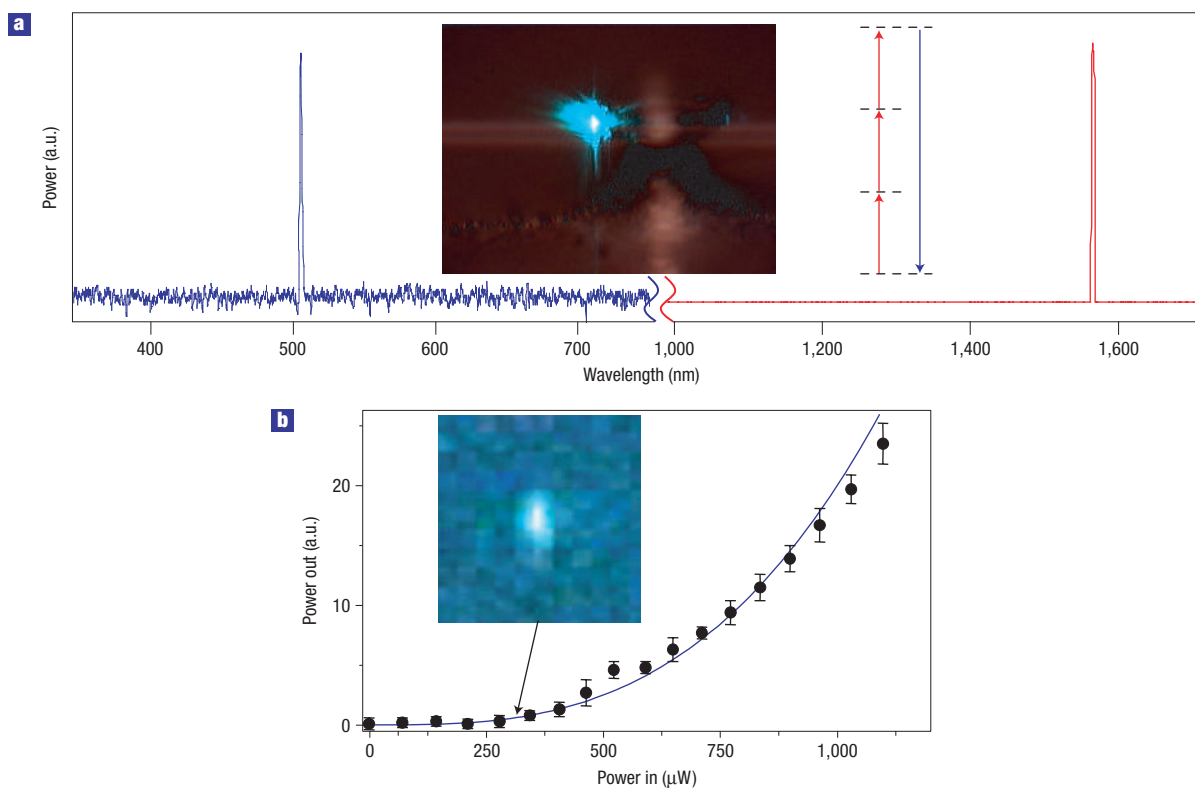 a
Power (a.u.)
400 500 600 700 1,000 1,200 1,400 1,600
Wavelength (nm)
b
Power out (a.u.)
20
10
0
0 250 500 750 1,000
Power in (μW)